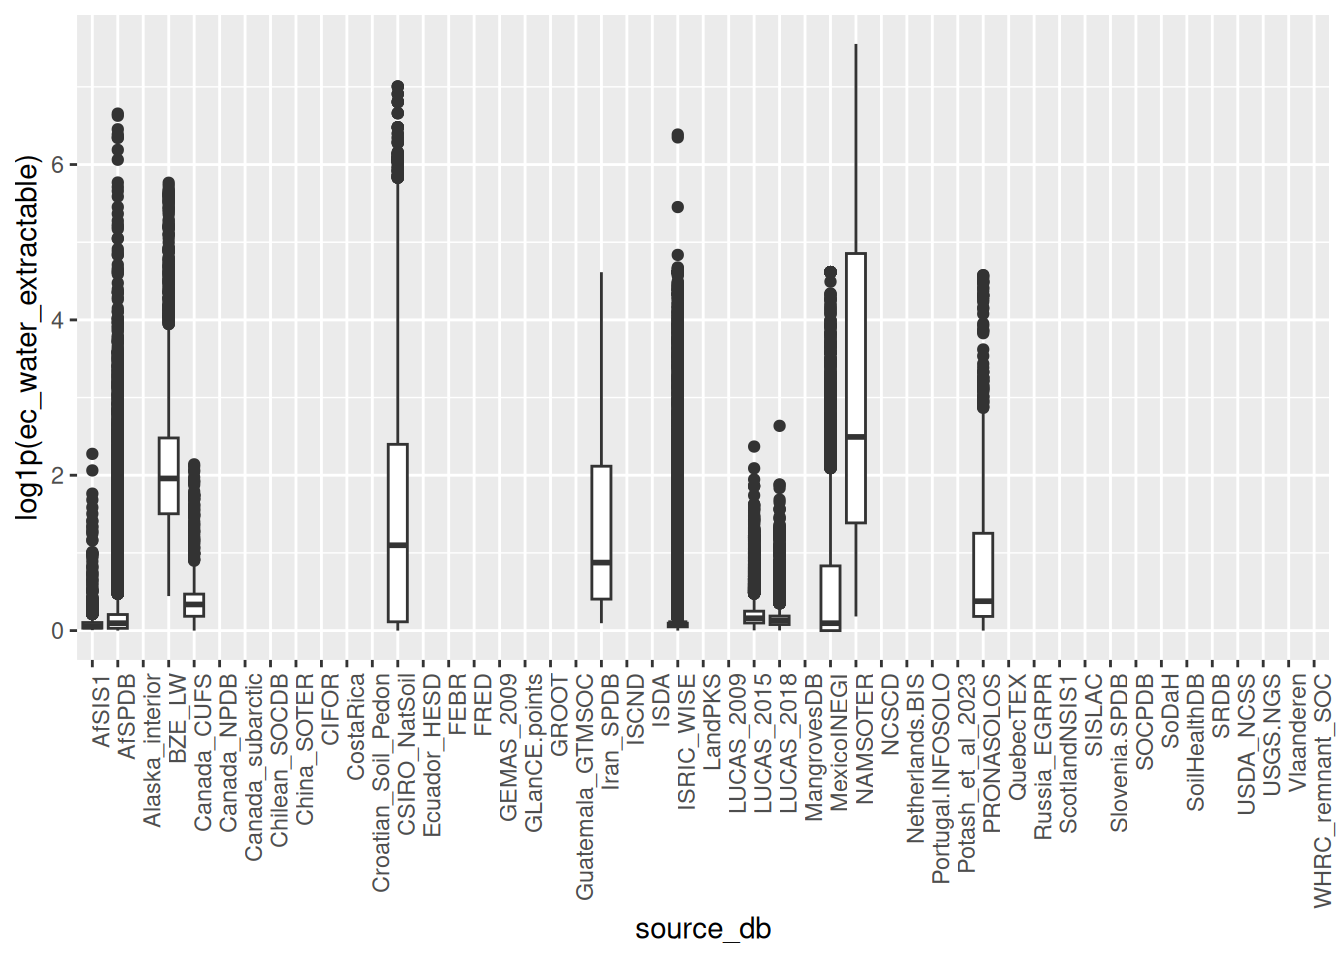 log1p(ec_water_extractable)
6
4
2
0
AfSIS1
AfSPDB
Alaska_interior
BZE_LW
Canada_CUFS
Canada_NPDB
Canada_subarctic
Chilean_SOCDB
China_SOTER
CIFOR
CostaRica
Croatian_Soil_Pedon
CSIRO_NatSoil
Ecuador_HESD
FEBR
FRED
GEMAS_2009
GLanCE.points
GROOT
Guatemala_GTMSOC
Iran_SPDB
ISCND
ISDA
ISRIC_WISE
LandPKS
LUCAS_2009
LUCAS_2015
LUCAS_2018
MangrovesDB
MexicoINEGI
NAMSOTER
NCSCD
Netherlands.BIS
Portugal.INFOSOLO
Potash_et_al_2023
PRONASOLOS
QuebecTEX
Russia_EGRPR
ScotlandNSIS1
SISLAC
Slovenia.SPDB
SOCPDB
SoDaH
SoilHealthDB
SRDB
USDA_NCSS
USGS.NGS
Vlaanderen
WHRC_remnant_SOC
source_db